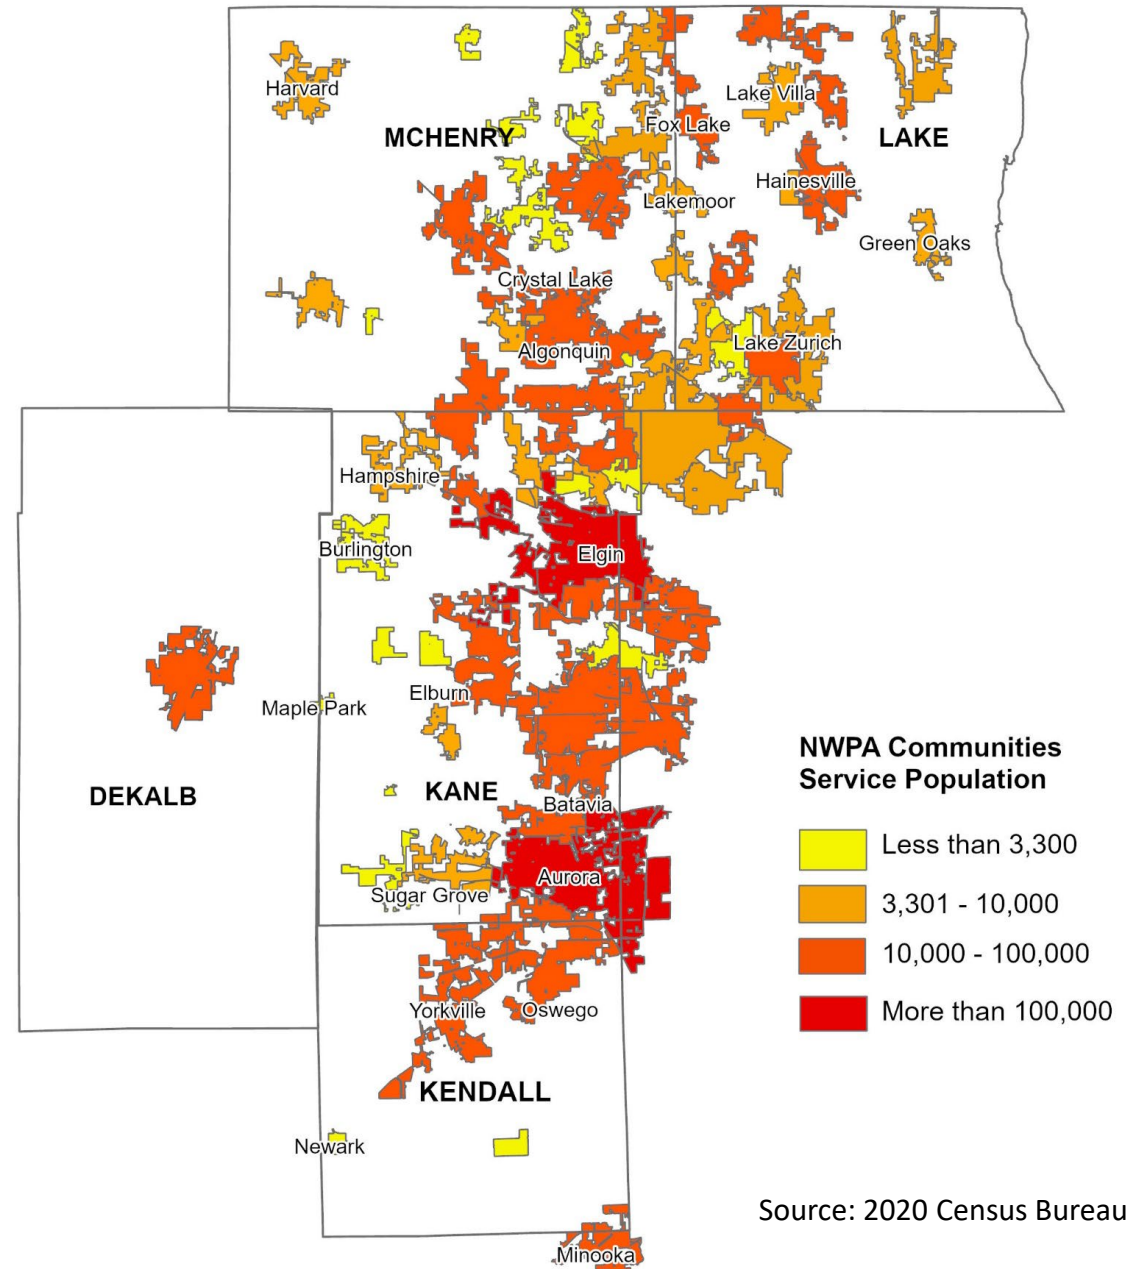 Harvard
Lake Villa
Fox Lake
MCHENRY
LAKE
Hainesville
Lakemoor
Green Oaks
Crystal Lake
Lake Zurich
Algonquin
Hampshire
Burlington
Elgin
Elburn
Maple Park
NWPA Communities
Service Population
DEKALB
KANE
Batavia
Less than 3,300
Aurora
Sugar Grove
3,301 - 10,000
10,000 - 100,000
Yorkville
Oswego
More than 100,000
KENDALL
Newark
Source: 2020 Census Bureau
Minooka